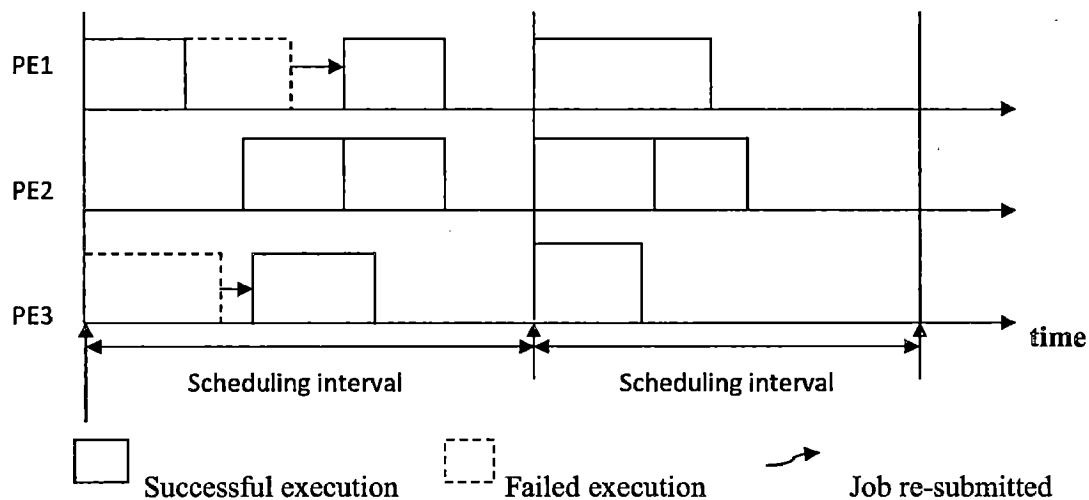 PE1
PE2
PE3
time
Scheduling interval
Scheduling interval
Successful execution
Failed execution
Job re-submitted